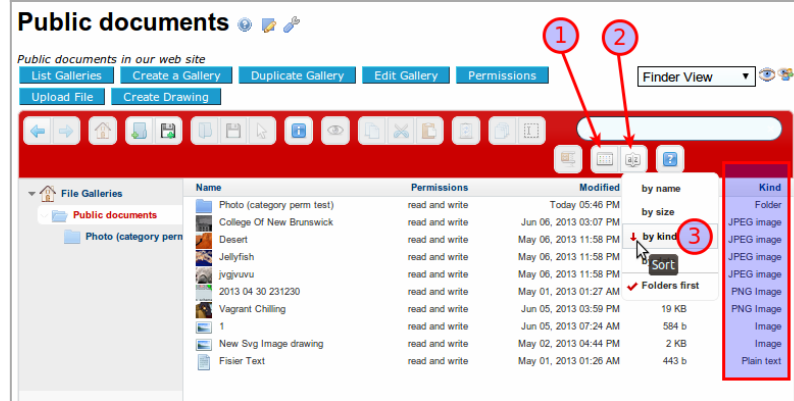 Public documents
Public documents in our web site
List Galleries Create a Gallery Duplicate Gallery Edit Gallery Permissions
Finder View
Upload File Create Drawing
1
2
File Galleries
Public documents
Photo (category perm
Name Permissions Modified Kind
Photo (category perm test) read and write Today 05:46 PM Folder
College Of New Brunswick read and write Jun 06, 2013 03:07 PM JPEG image
Desert read and write May 06, 2013 11:58 PM JPEG image
Jellyfish read and write May 06, 2013 11:58 PM JPEG image
jvgjvuvu read and write May 06, 2013 11:58 PM JPEG image
2013 04 30 231230 read and write May 01, 2013 01:27 AM PNG Image
Vagrant Chilling read and write Jun 05, 2013 03:59 PM 19 KB PNG Image
1 read and write Jun 05, 2013 07:24 AM 584 b Image
New Svg Image drawing read and write May 02, 2013 04:44 PM 2 KB Image
Fisier Text read and write May 01, 2013 01:26 AM 443 b Plain text
by name
by size
by kind
3
Sort
Folders first